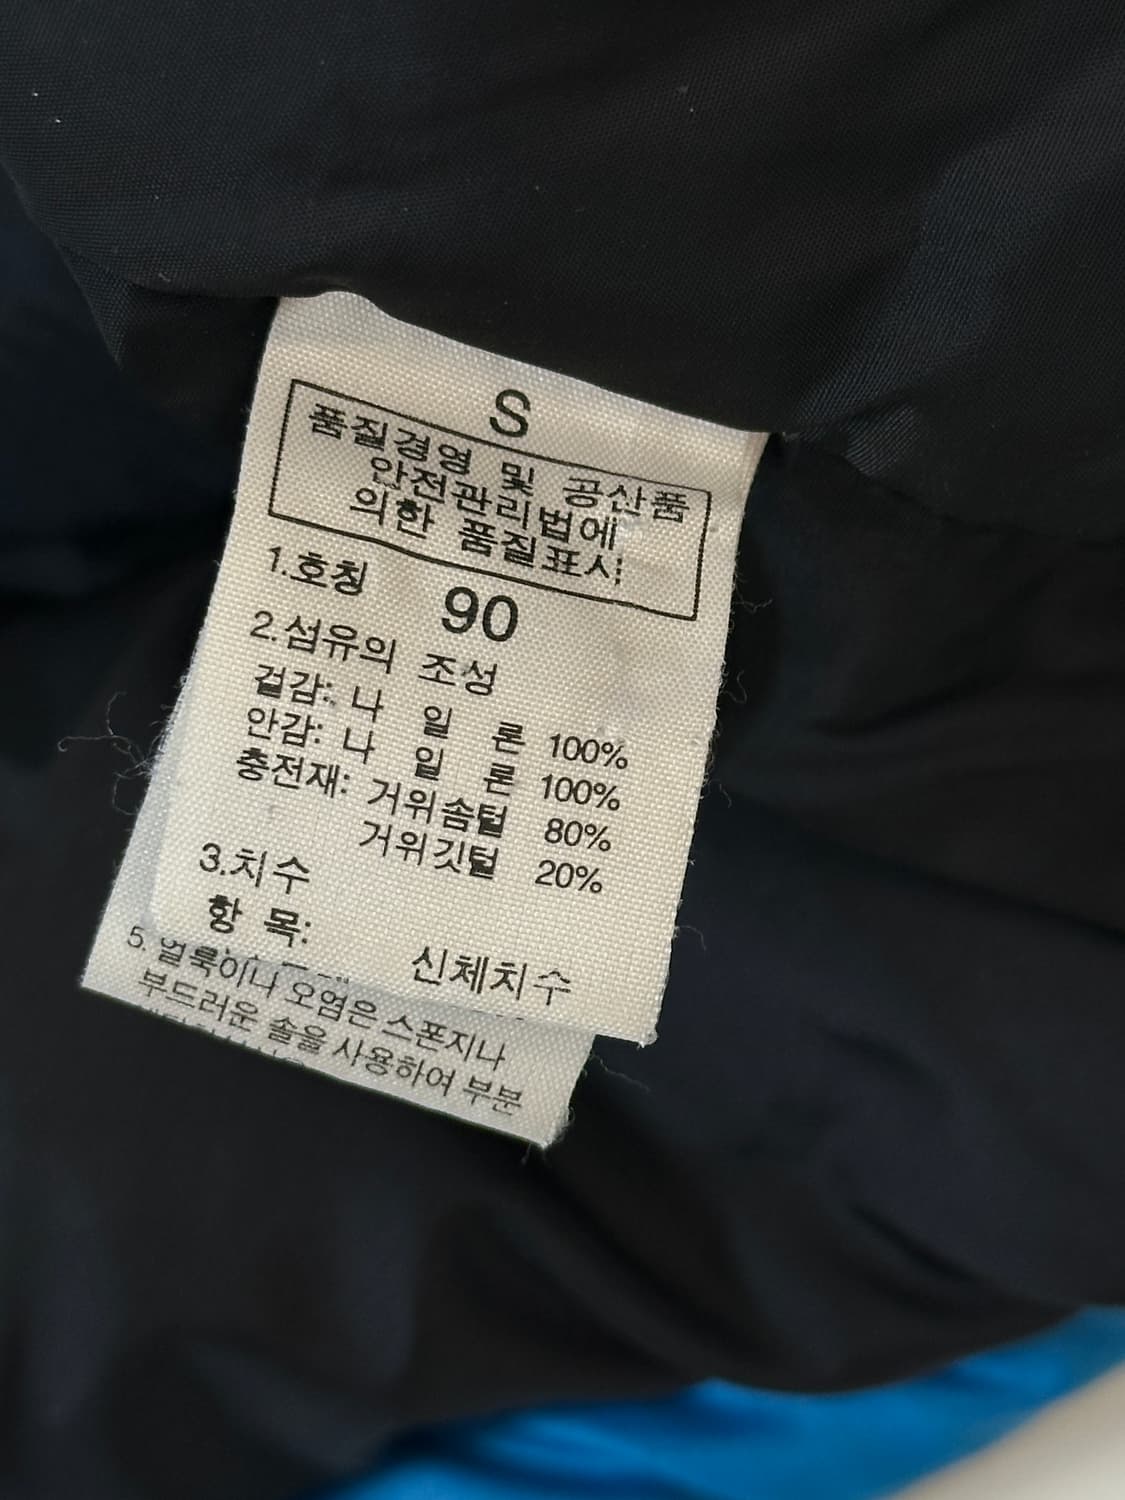 S
품질경영 및 공산품
안전관리법에
의한 품질표시
1.호칭 90
2.섬유의 조성
겉감: 나 일 론 100%
안감: 나 일 론 100%
충전재: 거위솜털 80%
거위깃털 20%
3.치수
항 목:
신체치수
5. 얼룩이나 오염은 스폰지나
부드러운 솔을 사용하여 부분